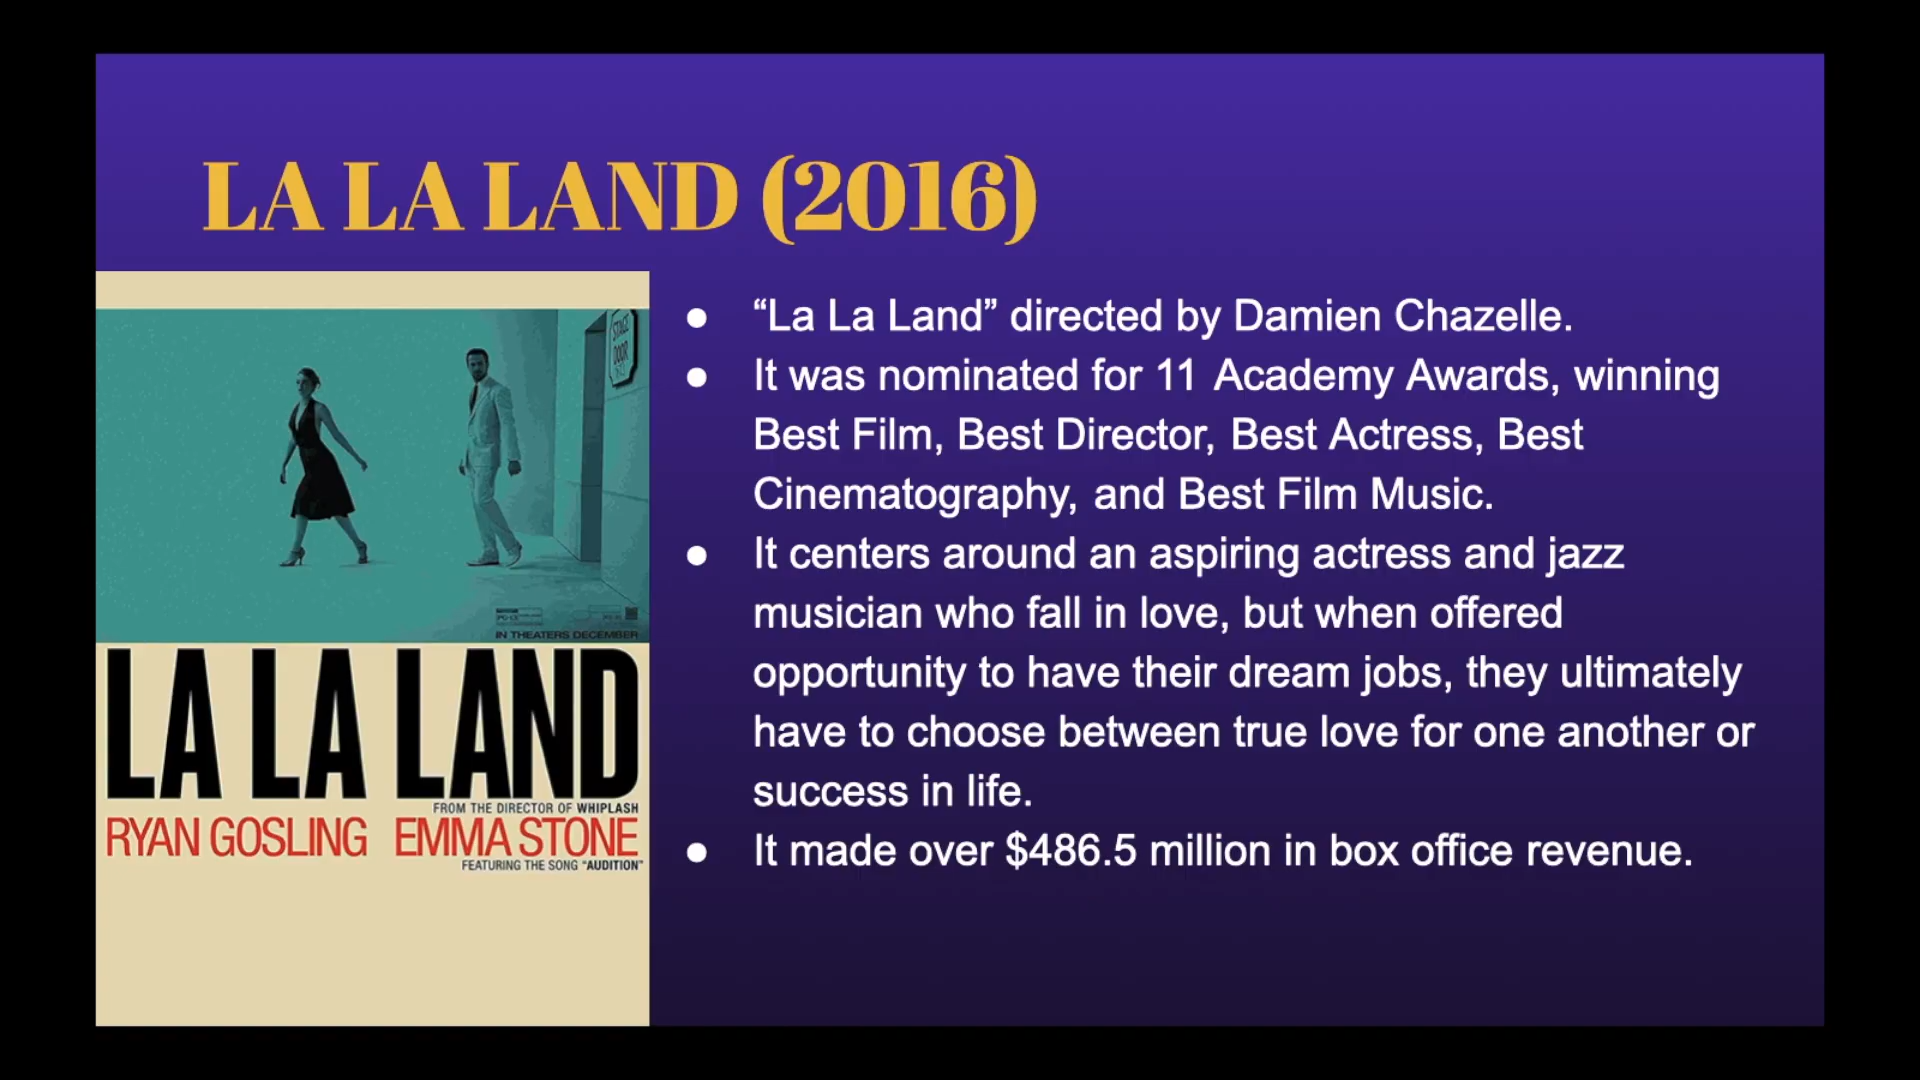 LA LA LAND (2016)
STAGE
DOOR
IN THEATERS DECEMBER
LA LA LAND
FROM THE DIRECTOR OF WHIPLASH
RYAN GOSLING EMMA STONE
FEATURING THE SONG "AUDITION"
● “La La Land” directed by Damien Chazelle.
● It was nominated for 11 Academy Awards, winning
Best Film, Best Director, Best Actress, Best
Cinematography, and Best Film Music.
● It centers around an aspiring actress and jazz
musician who fall in love, but when offered
opportunity to have their dream jobs, they ultimately
have to choose between true love for one another or
success in life.
● It made over $486.5 million in box office revenue.